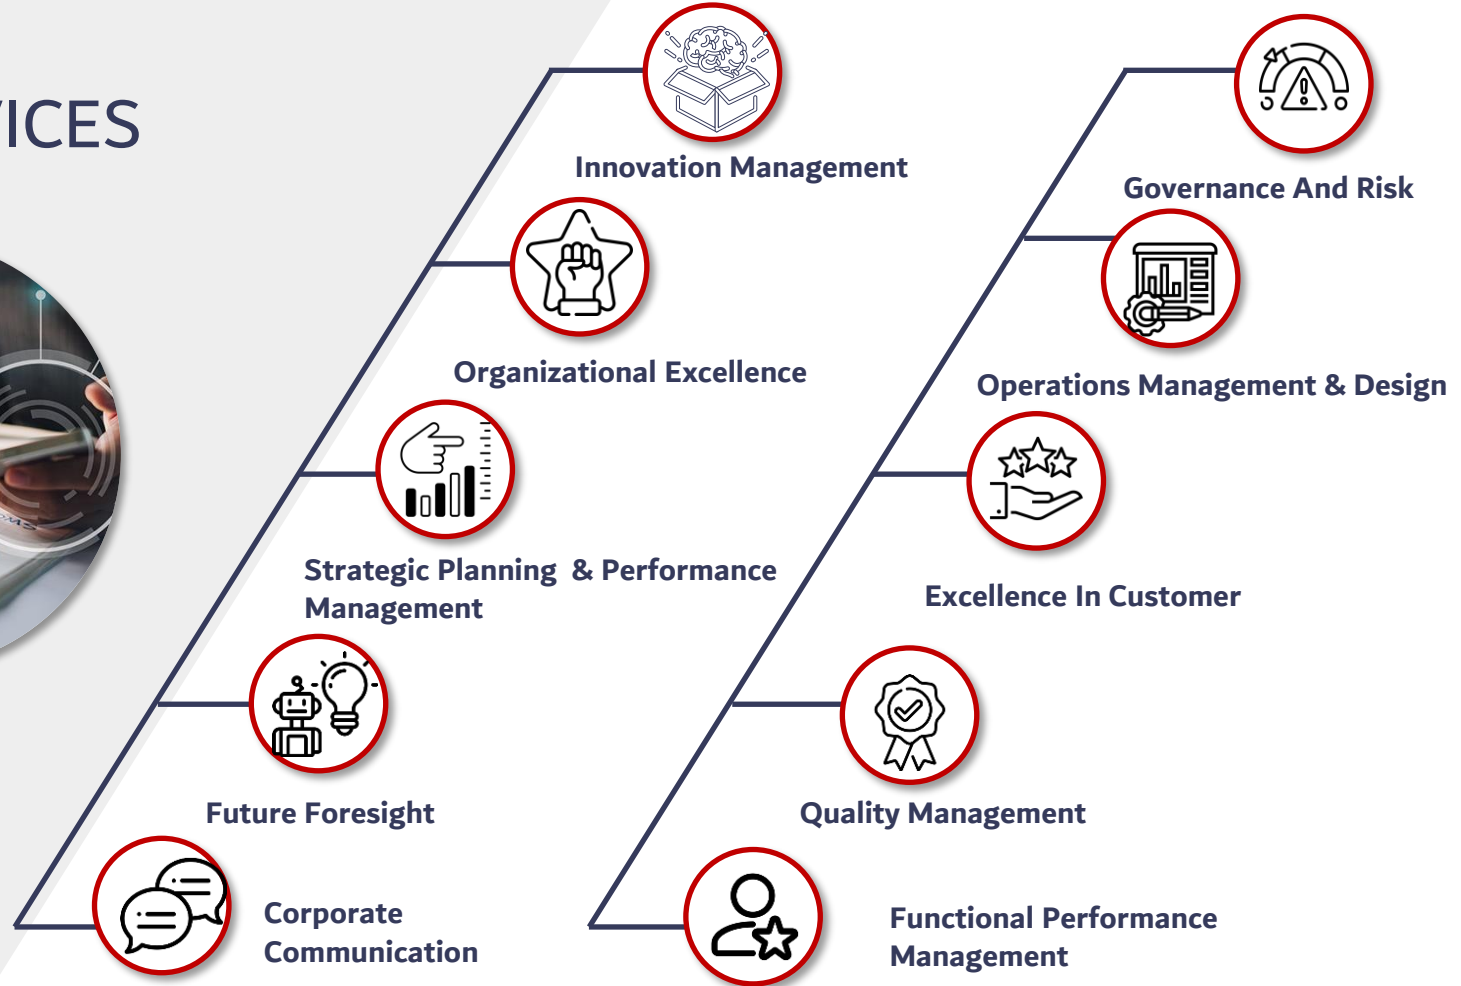 VICES
Innovation Management
Organizational Excellence
Strategic Planning & Performance
Management
Future Foresight
Corporate
Communication
Governance And Risk
Operations Management & Design
Excellence In Customer
Quality Management
Functional Performance
Management